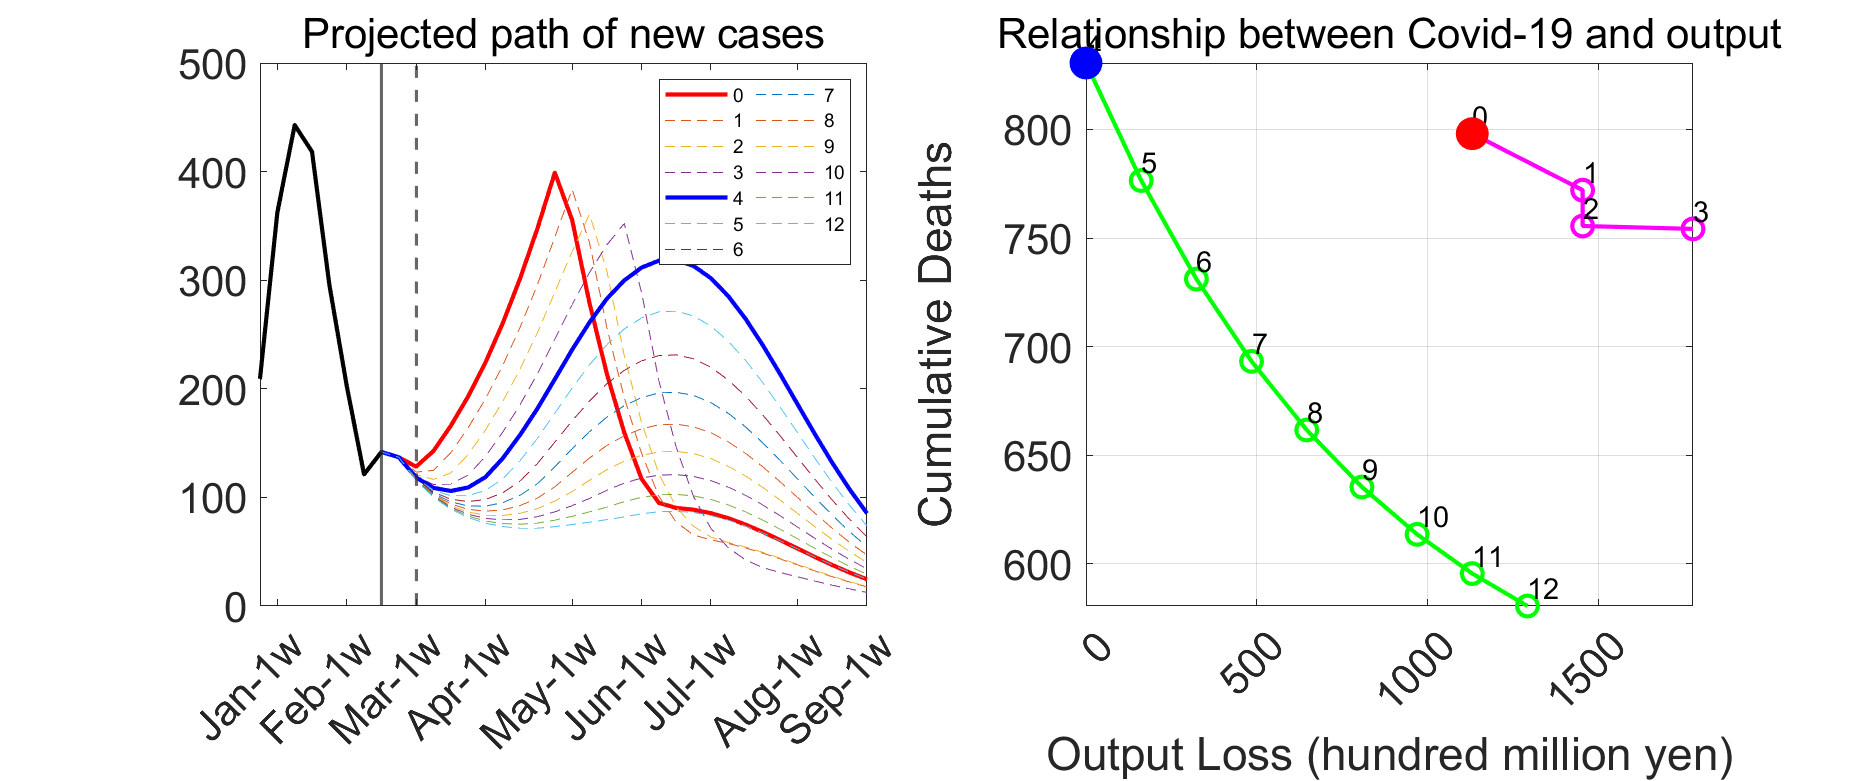 Projected path of new cases
500
400
300
200
100
0
0 7
1 8
2 9
3 10
4 11
5 12
6
Jan-1w
Feb-1w
Mar-1w
Apr-1w
May-1w
Jun-1w
Jul-1w
Aug-1w
Sep-1w
Relationship between Covid-19 and output
Cumulative Deaths
800
750
700
650
600
4
0
1
2
3
5
6
7
8
9
10
11
12
0
500
1000
1500
Output Loss (hundred million yen)